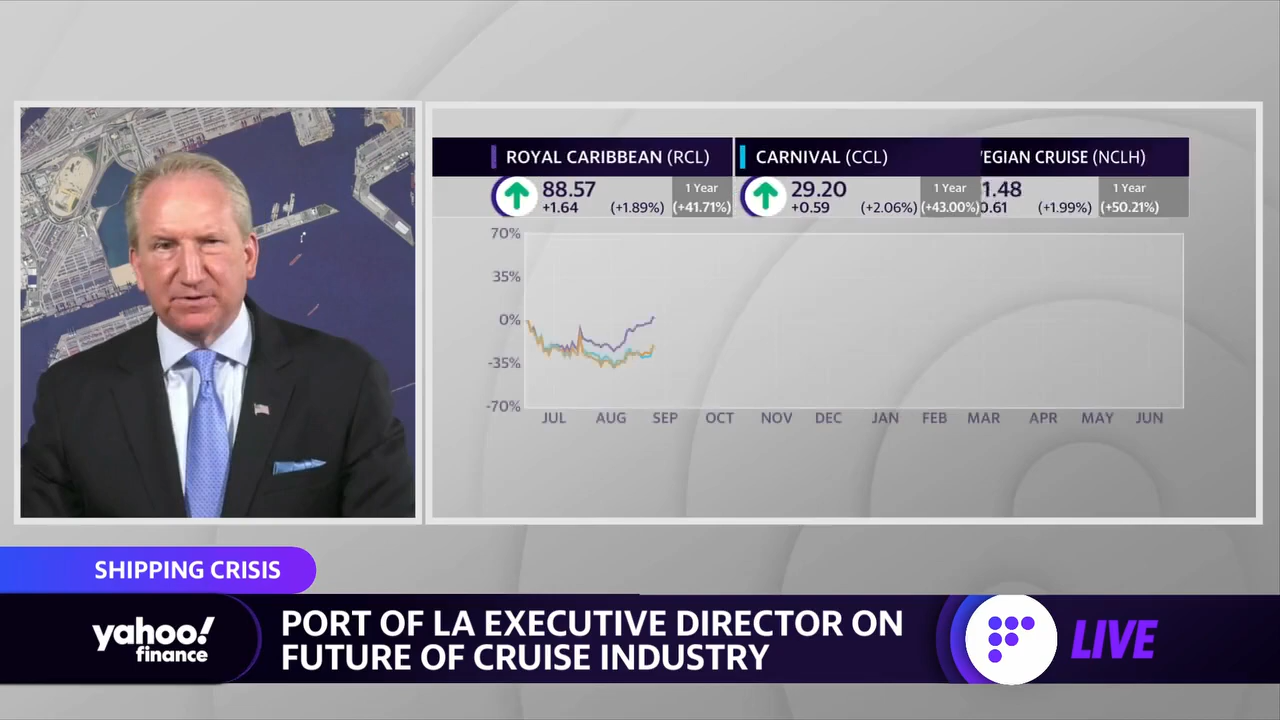 ROYAL CARIBBEAN (RCL)
88.57
+1.64 (+1.89%)
1 Year
(+41.71%)
CARNIVAL (CCL)
29.20
+0.59 (+2.06%)
1 Year
(+43.00%)
EGIAN CRUISE (NCLH)
1.48
0.61 (+1.99%)
1 Year
(+50.21%)
70%
35%
0%
-35%
-70%
JUL AUG SEP OCT NOV DEC JAN FEB MAR APR MAY JUN
SHIPPING CRISIS
yahoo!
finance
PORT OF LA EXECUTIVE DIRECTOR ON
FUTURE OF CRUISE INDUSTRY
LIVE